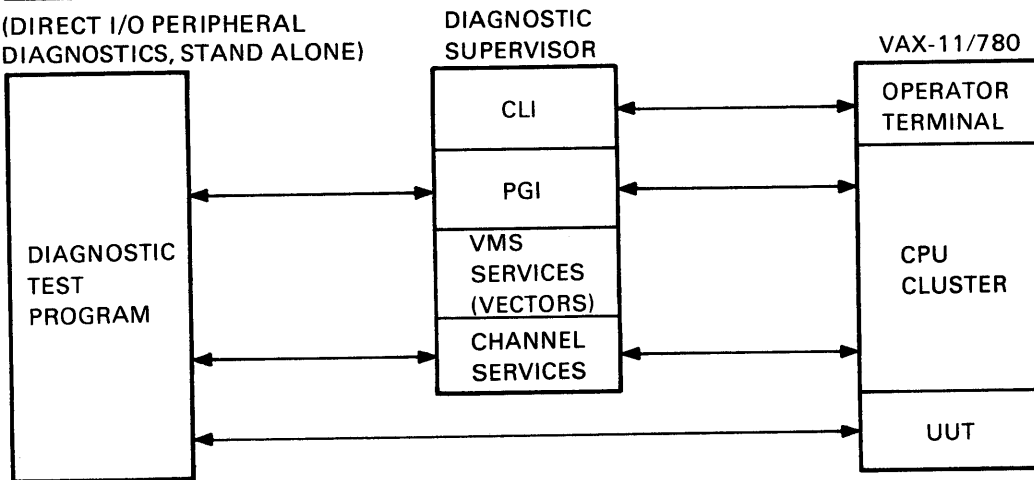 (DIRECT I/O PERIPHERAL
DIAGNOSTICS, STAND ALONE)
DIAGNOSTIC
SUPERVISOR
VAX-11/780
DIAGNOSTIC
TEST
PROGRAM
CLI
PGI
VMS
SERVICES
(VECTORS)
CHANNEL
SERVICES
OPERATOR
TERMINAL
CPU
CLUSTER
UUT